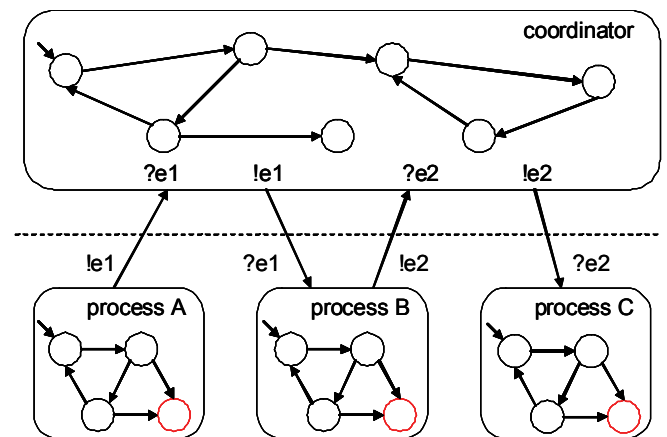 coordinator
?e1 !e1 ?e2 !e2
!e1 ?e1 !e2 ?e2
process A process B process C